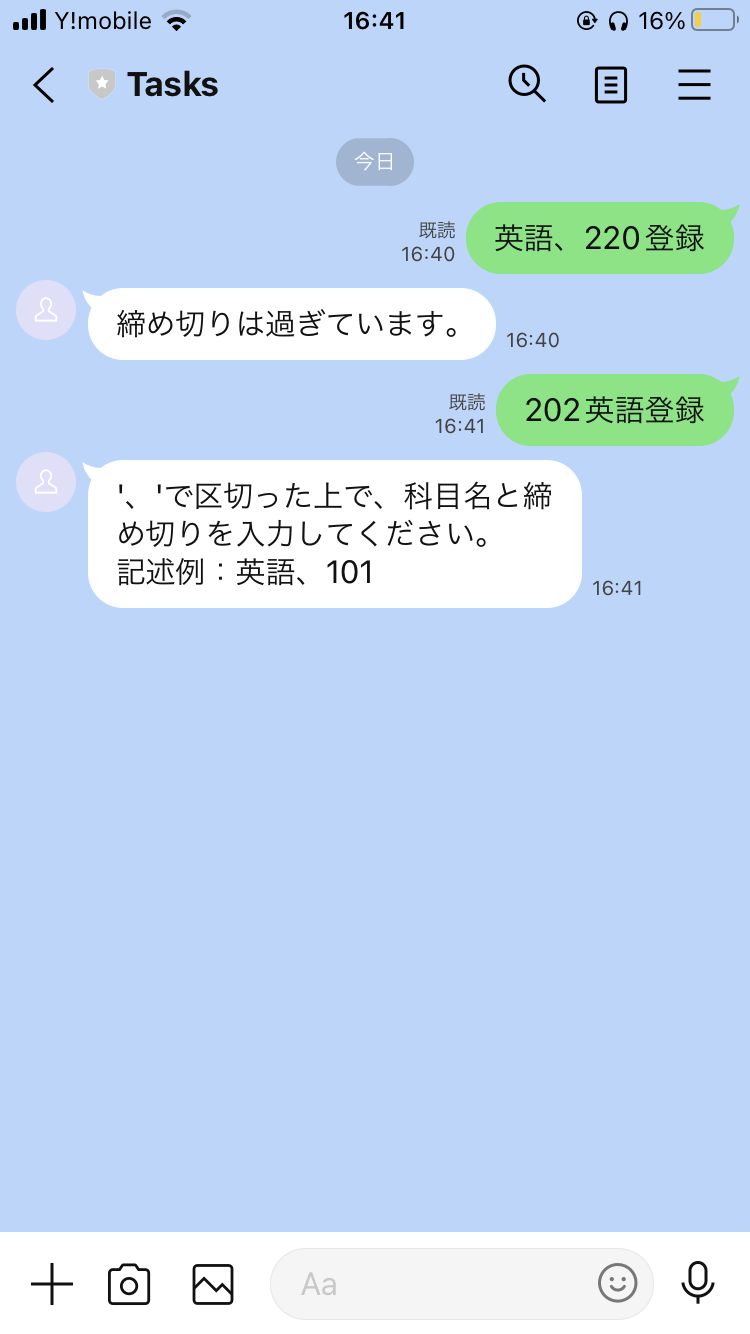 Y!mobile 16:41 16%
Tasks
今日
英語、220登録
既読
16:40
締め切りは過ぎています。
16:40
202英語登録
既読
16:41
'、'で区切った上で、科目名と締
め切りを入力してください。
記述例：英語、101
16:41
Aa